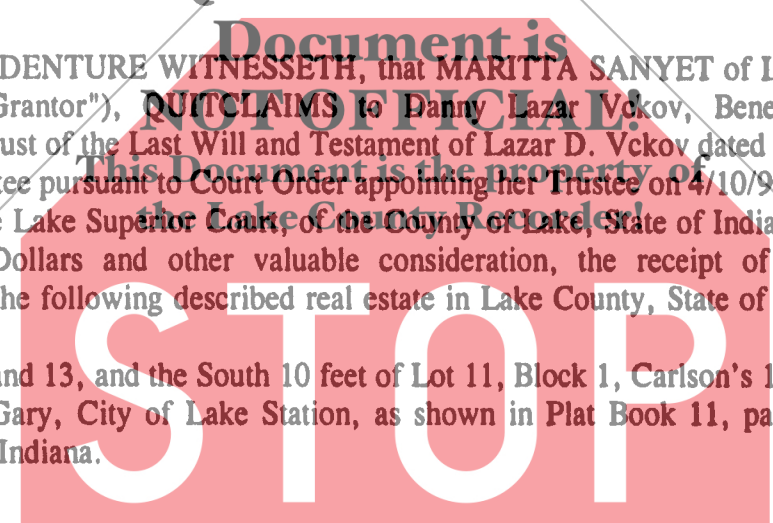 Document is
DENTURE WITNESSETH, that MARITTA SANYET of L
Grantor"), QUITCLAIMS to Danny Lazar Vckov, Bene
NOT OFFICIAL!
ust of the Last Will and Testament of Lazar D. Vckov dated
This Document is the property of
ee pursuant to Court Order appointing her Trustee on 4/10/9
the Lake County Recorder!
e Lake Superior Court, of the County of Lake, State of India
Dollars and other valuable consideration, the receipt of
he following described real estate in Lake County, State of
STOP
nd 13, and the South 10 feet of Lot 11, Block 1, Carlson's 1
Gary, City of Lake Station, as shown in Plat Book 11, pa
Indiana.